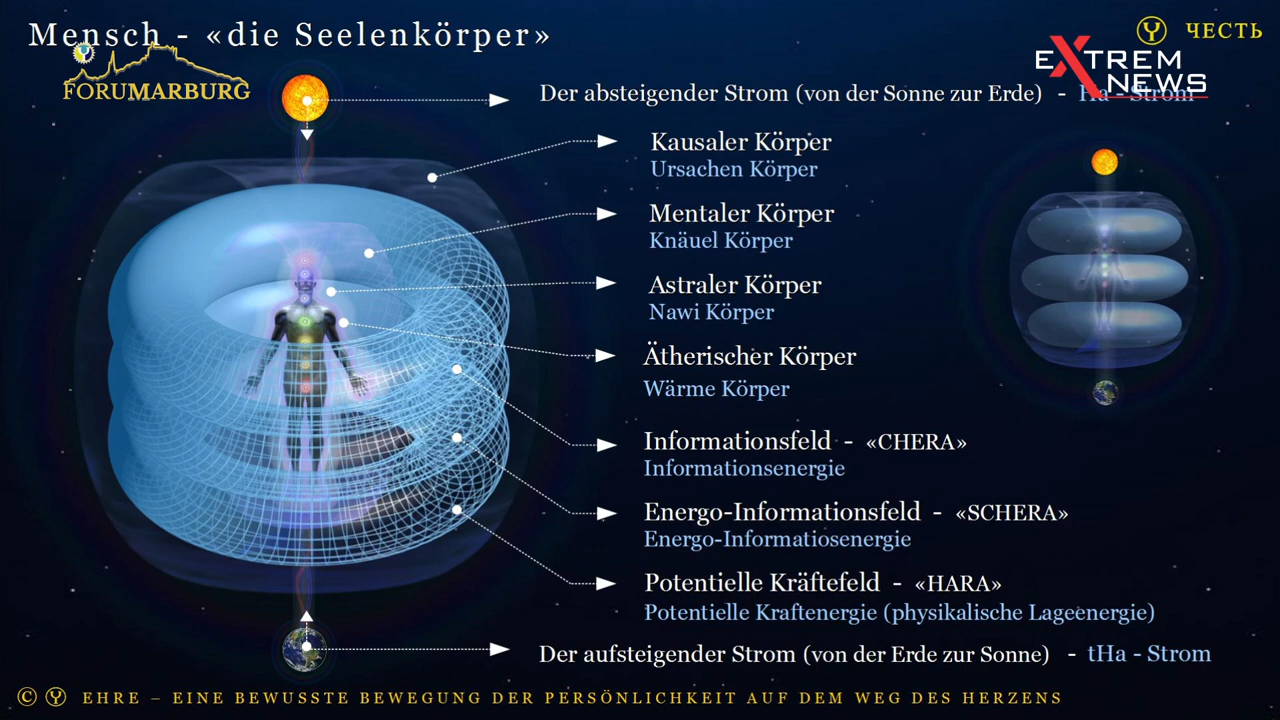 Mensch - «die Seelenkörper»
ЧЕСТЬ
FORUMARBURG
EXTREM
NEWS
Der absteigender Strom (von der Sonne zur Erde) - Ha - Strom
Kausaler Körper
Ursachen Körper
Mentaler Körper
Knäuel Körper
Astraler Körper
Nawi Körper
Ätherischer Körper
Wärme Körper
Informationsfeld - «CHERA»
Informationsenergie
Energo-Informationsfeld - «SCHERA»
Energo-Informatiosenergie
Potentielle Kräftefeld - «HARA»
Potentielle Kraftenergie (physikalische Lageenergie)
Der aufsteigender Strom (von der Erde zur Sonne) - tHa - Strom
© EHRE – EINE BEWUSSTE BEWEGUNG DER PERSÖNLICHKEIT AUF DEM WEG DES HERZENS